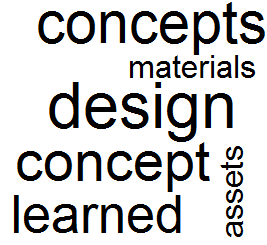 concepts
materials
design
concept
assets
learned